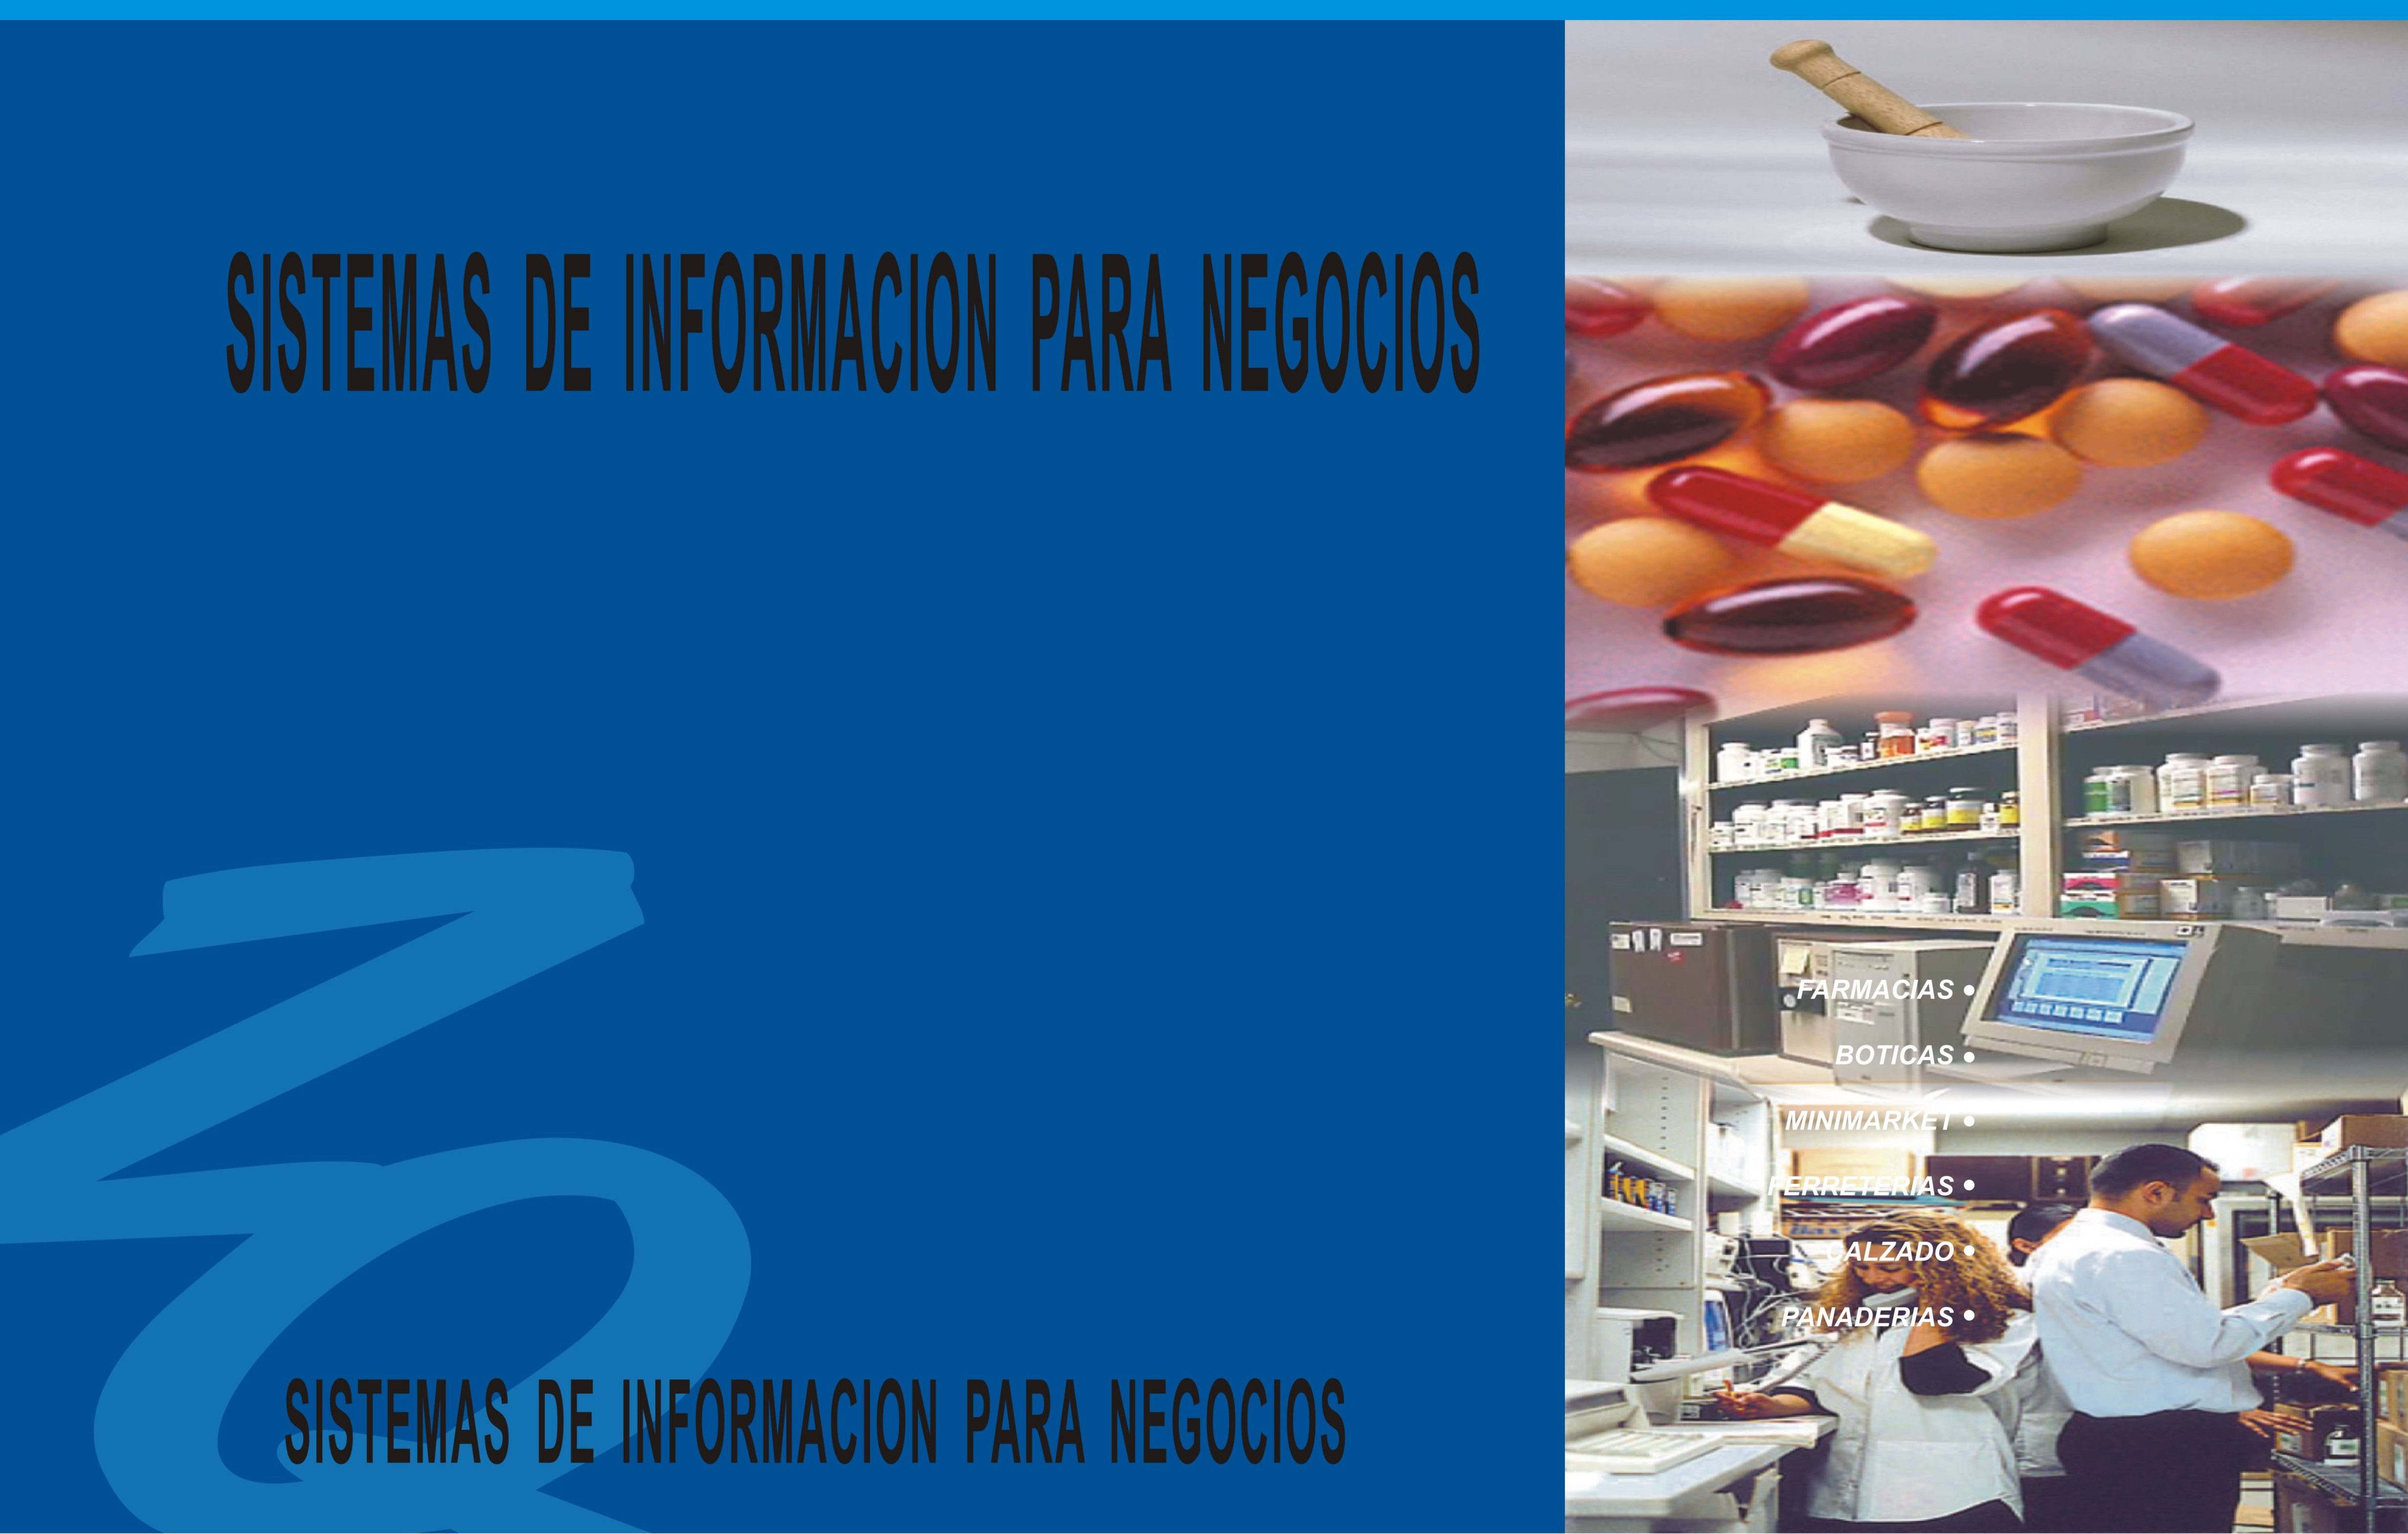 SISTEMAS DE INFORMACION PARA NEGOCIOS
FARMACIAS •
BOTICAS •
MINIMARKET •
FERRETERIAS •
CALZADO •
PANADERIAS •
SISTEMAS DE INFORMACION PARA NEGOCIOS